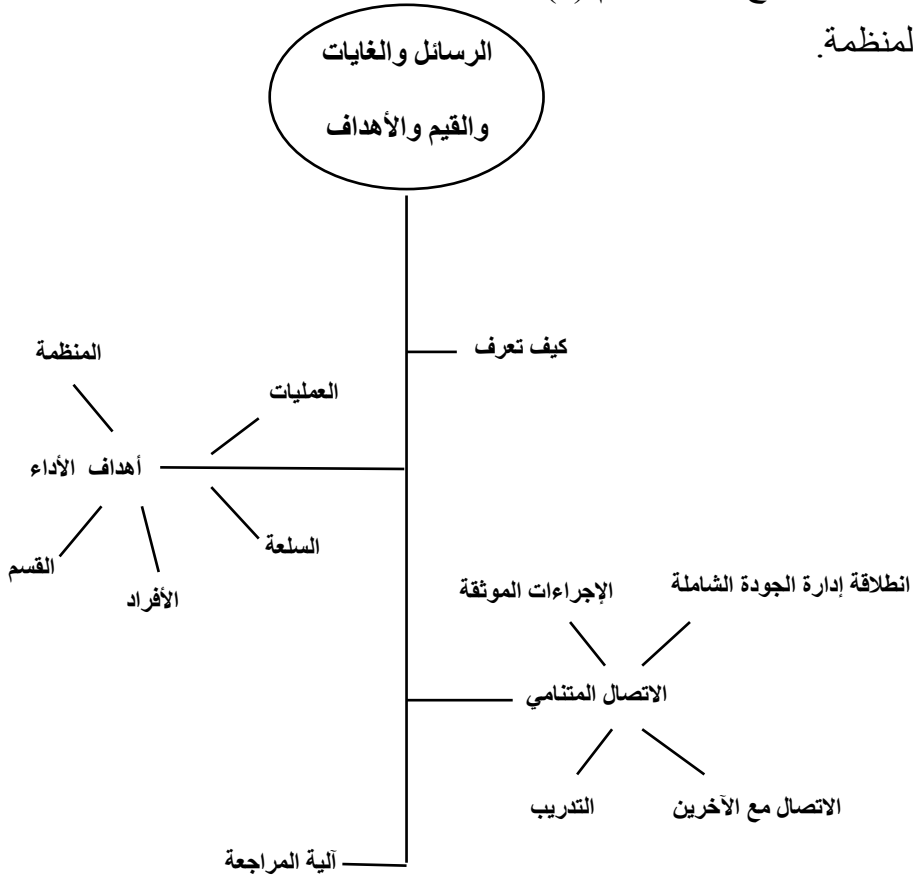 لمنظمة.
الرسائل والغايات
والقيم والأهداف
كيف تعرف
المنظمة
العمليات
أهداف الأداء
السلعة
القسم
الأفراد
انطلاقة إدارة الجودة الشاملة
الإجراءات الموثقة
الاتصال المتنامي
الاتصال مع الآخرين
التدريب
آلية المراجعة